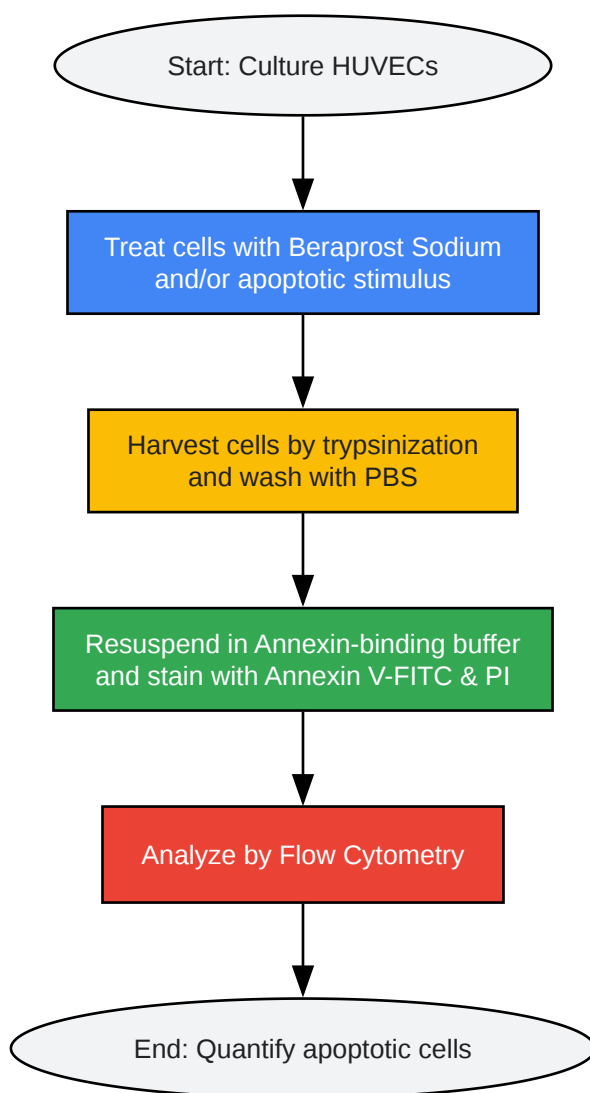 Start: Culture HUVECs
Treat cells with Beraprost Sodium
and/or apoptotic stimulus
Harvest cells by trypsinization
and wash with PBS
Resuspend in Annexin-binding buffer
and stain with Annexin V-FITC & PI
Analyze by Flow Cytometry
End: Quantify apoptotic cells